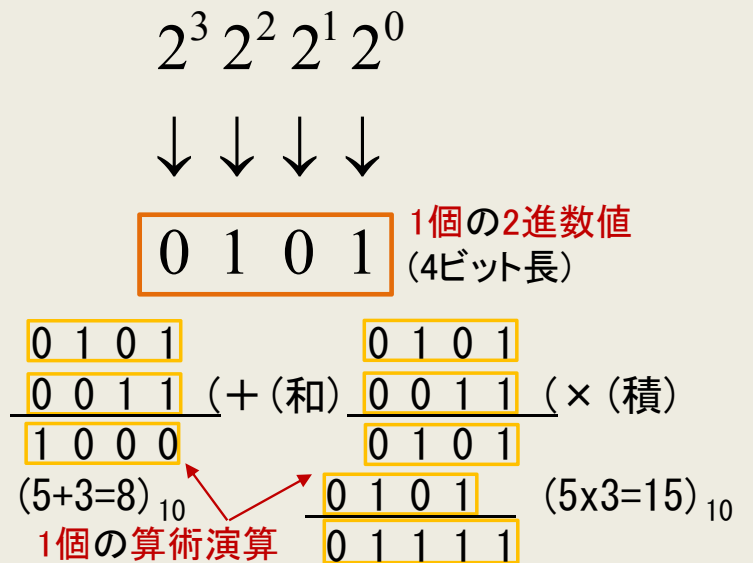 2³ 2² 2¹ 2⁰
↓ ↓ ↓ ↓
0 1 0 1
1個の2進数値
(4ビット長)
0 1 0 1
0 0 1 1 (＋(和)
1 0 0 0
(5+3=8)₁₀
1個の算術演算
0 1 0 1
0 0 1 1 (×(積)
0 1 0 1
0 1 0 1
0 1 1 1 1
(5x3=15)₁₀